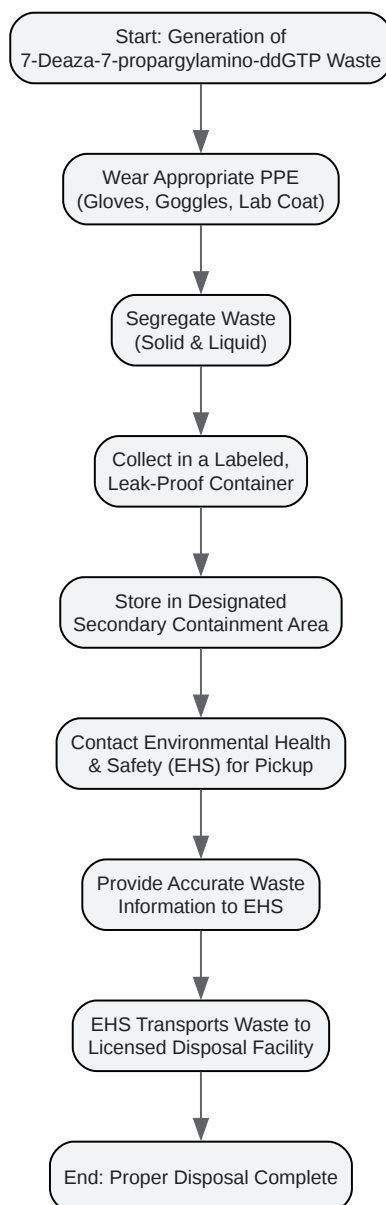 Start: Generation of
7-Deaza-7-propargylamino-ddGTP Waste
Wear Appropriate PPE
(Gloves, Goggles, Lab Coat)
Segregate Waste
(Solid & Liquid)
Collect in a Labeled,
Leak-Proof Container
Store in Designated
Secondary Containment Area
Contact Environmental Health
& Safety (EHS) for Pickup
Provide Accurate Waste
Information to EHS
EHS Transports Waste to
Licensed Disposal Facility
End: Proper Disposal Complete